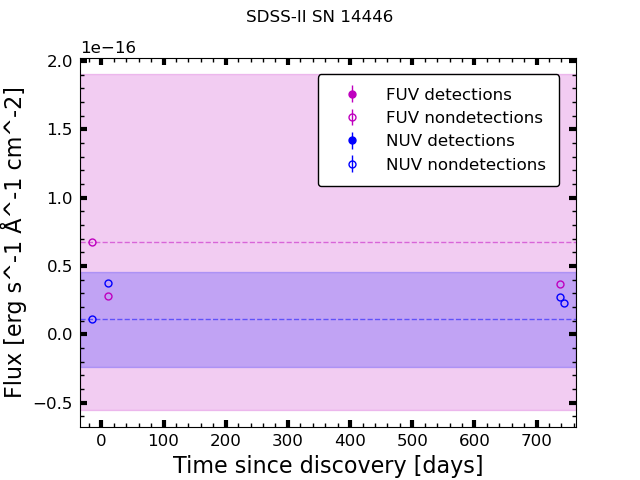 SDSS-II SN 14446
1e−16
2.0
1.5
1.0
0.5
0.0
−0.5
Flux [erg s^-1 Å^-1 cm^-2]
FUV detections
FUV nondetections
NUV detections
NUV nondetections
0 100 200 300 400 500 600 700
Time since discovery [days]